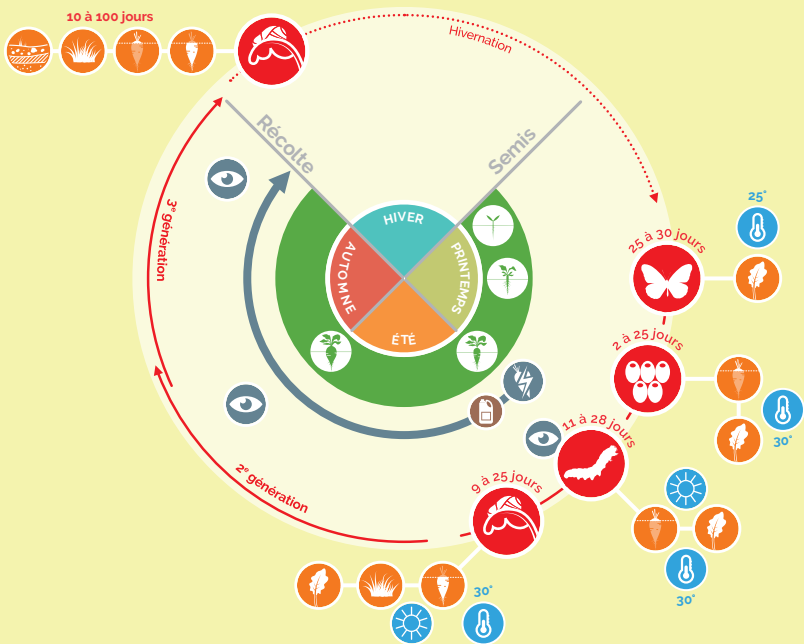 10 à 100 jours
Hivernation
Récolte
Semis
3e génération
HIVER
PRINTEMPS
AUTOMNE
ÉTÉ
25°
25 à 30 jours
2 à 25 jours
30°
11 à 28 jours
9 à 25 jours
2e génération
30°
30°